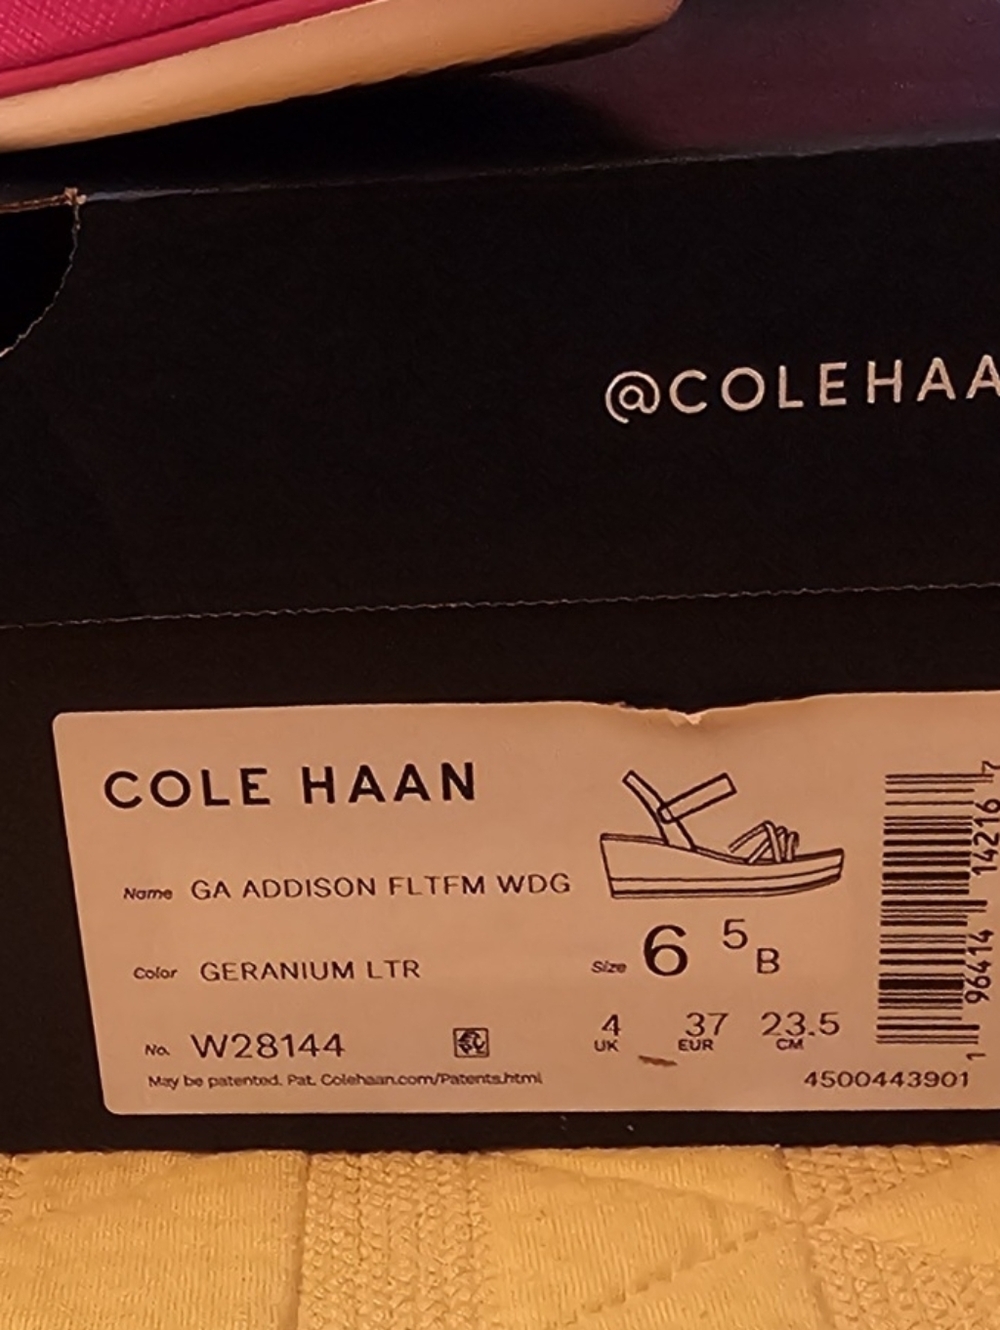 @COLEHAA
COLE HAAN
Name GA ADDISON FLTFM WDG
Color GERANIUM LTR
Size 6 5 B
No. W28144
4 UK 37 EUR 23.5 CM
May be patented. Pat. Colehaan.com/Patents.html
4500443901
1 96414 14216 7